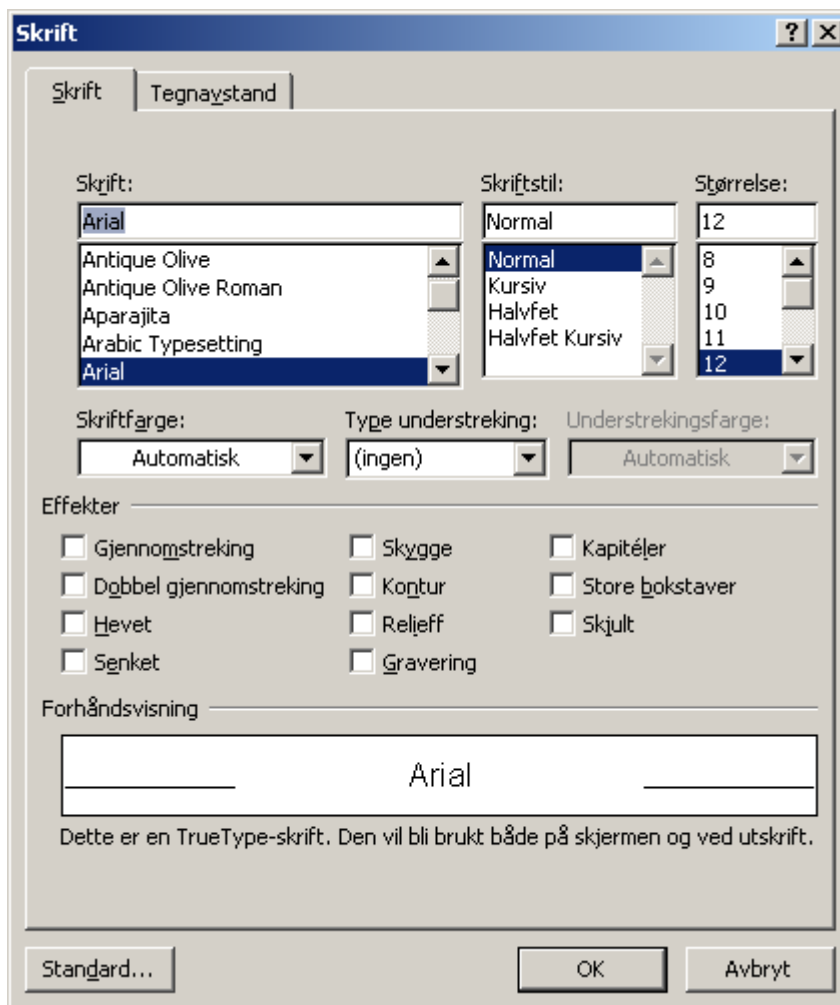 Skrift
Skrift Tegnavstand
Skrift: Skriftstil: Størrelse:
Arial Normal 12
Antique Olive Normal 8
Antique Olive Roman Kursiv 9
Aparajita Halvfet 10
Arabic Typesetting Halvfet Kursiv 11
Arial 12
Skriftfarge: Type understreking: Understrekingsfarge:
Automatisk (ingen) Automatisk
Effekter
Gjennomstreking Skygge Kapitéler
Dobbel gjennomstreking Kontur Store bokstaver
Hevet Relieff Skjult
Senket Gravering
Forhåndsvisning
Arial
Dette er en TrueType-skrift. Den vil bli brukt både på skjermen og ved utskrift.
Standard... OK Avbryt